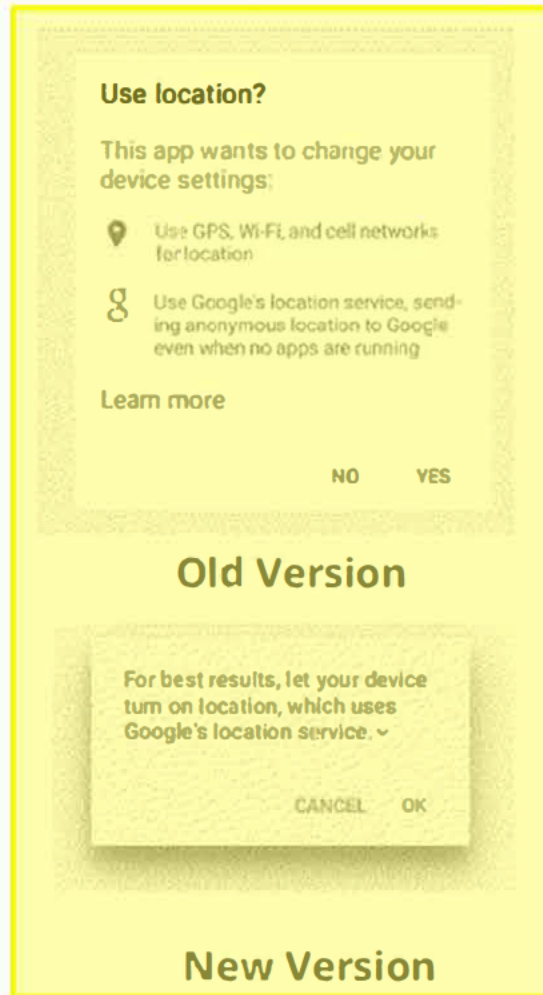 Use location?
This app wants to change your
device settings:
Use GPS, Wi-Fi, and cell networks
for location
g Use Google's location service, send-
ing anonymous location to Google
even when no apps are running
Learn more
NO YES
Old Version
For best results, let your device
turn on location, which uses
Google's location service.
CANCEL OK
New Version